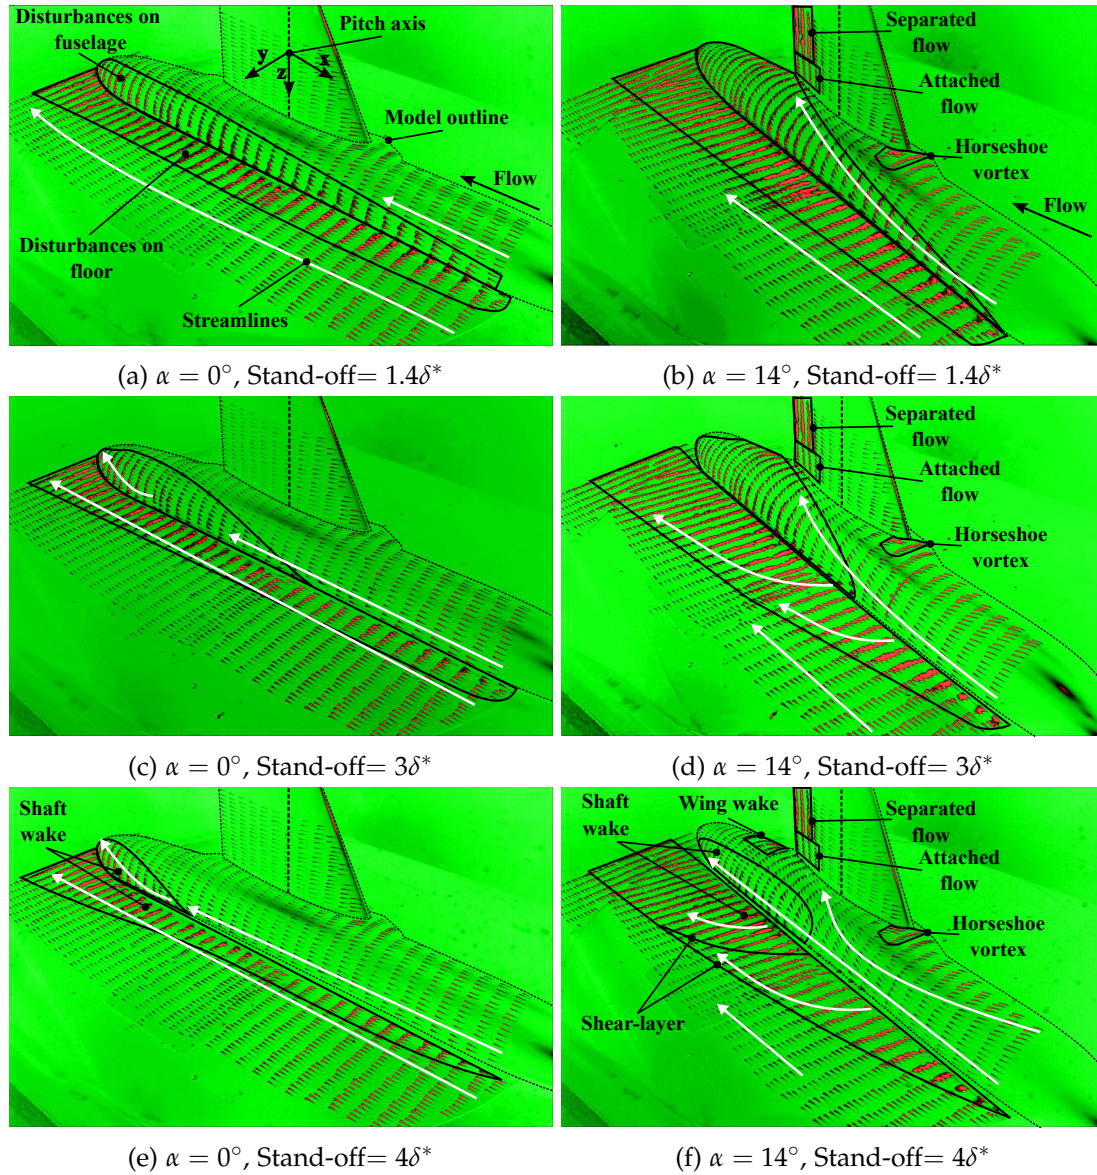 Disturbances on
fuselage
Pitch axis
y
z
x
Model outline
Flow
Disturbances on
floor
Streamlines
(a) α = 0°, Stand-off= 1.4δ*
Separated
flow
Attached
flow
Horseshoe
vortex
Flow
(b) α = 14°, Stand-off= 1.4δ*
(c) α = 0°, Stand-off= 3δ*
Separated
flow
Attached
flow
Horseshoe
vortex
(d) α = 14°, Stand-off= 3δ*
Shaft
wake
(e) α = 0°, Stand-off= 4δ*
Shaft
wake
Wing wake
Separated
flow
Attached
flow
Horseshoe
vortex
Shear-layer
(f) α = 14°, Stand-off= 4δ*